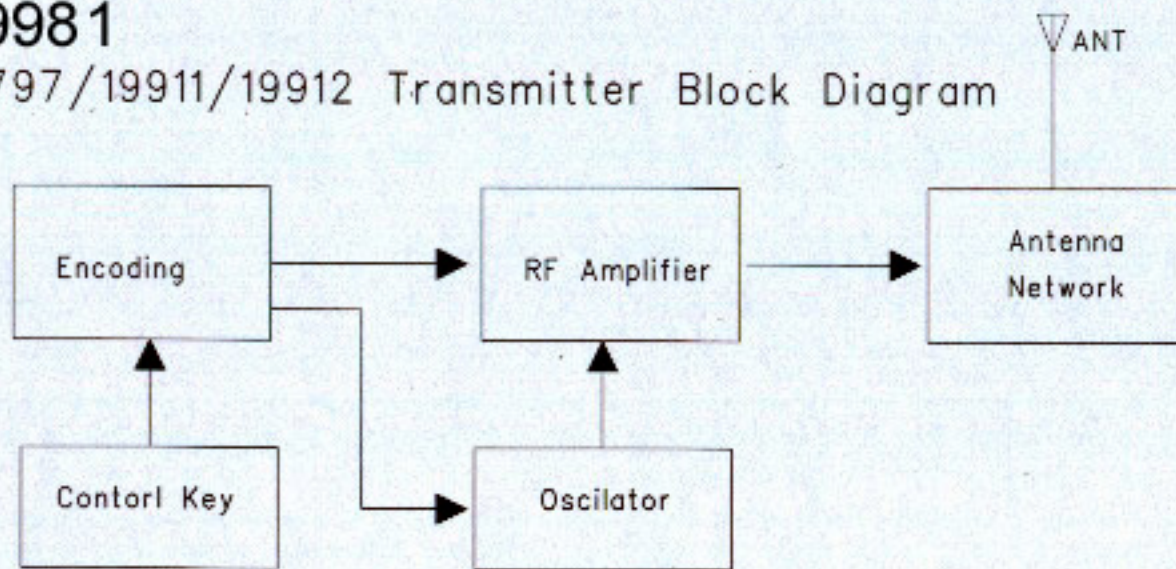 9981
797/19911/19912 Transmitter Block Diagram
ANT
Encoding
RF Amplifier
Antenna
Network
Contorl Key
Oscilator